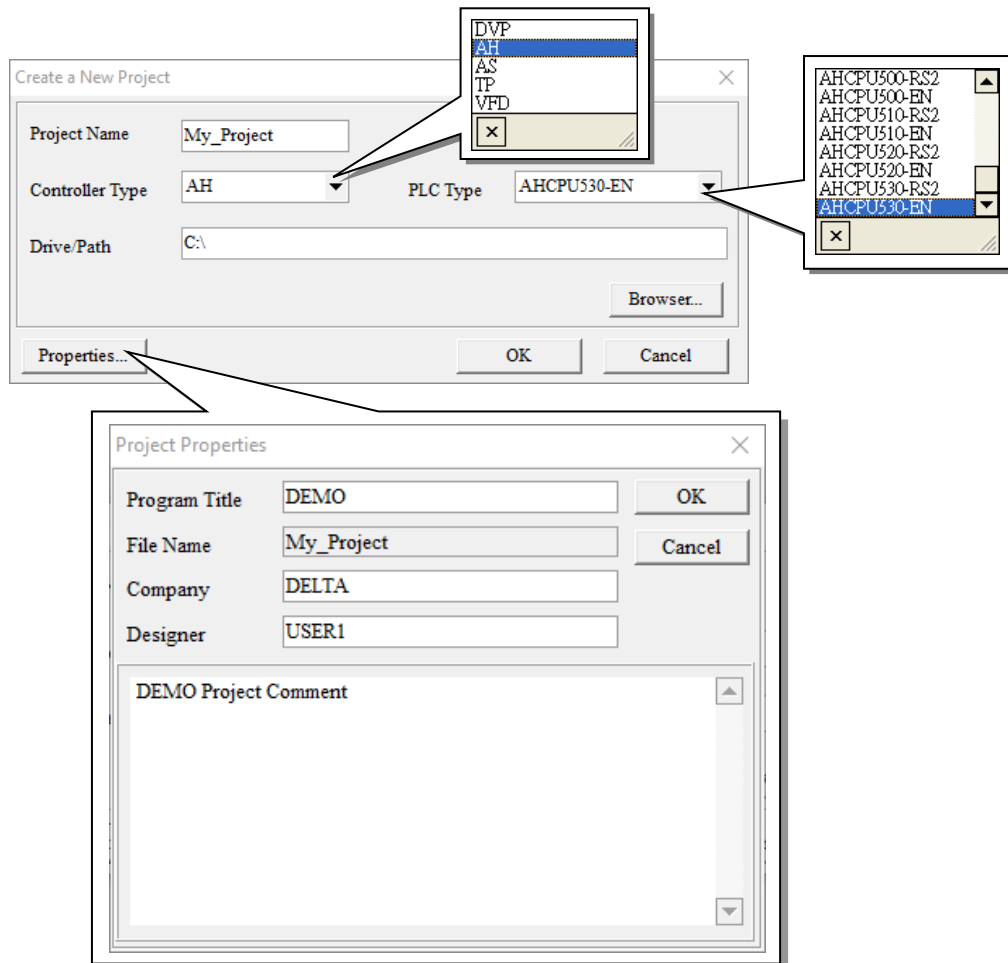 DVP
AH
AS
TP
VFD
Create a New Project
AHCPU500-RS2
AHCPU500-EN
AHCPU510-RS2
AHCPU510-EN
AHCPU520-RS2
AHCPU520-EN
AHCPU530-RS2
AHCPU530-EN
Project Name My_Project
Controller Type AH PLC Type AHCPU530-EN
Drive/Path C:\
Browser...
Properties... OK Cancel
Project Properties
Program Title DEMO OK
File Name My_Project Cancel
Company DELTA
Designer USER1
DEMO Project Comment